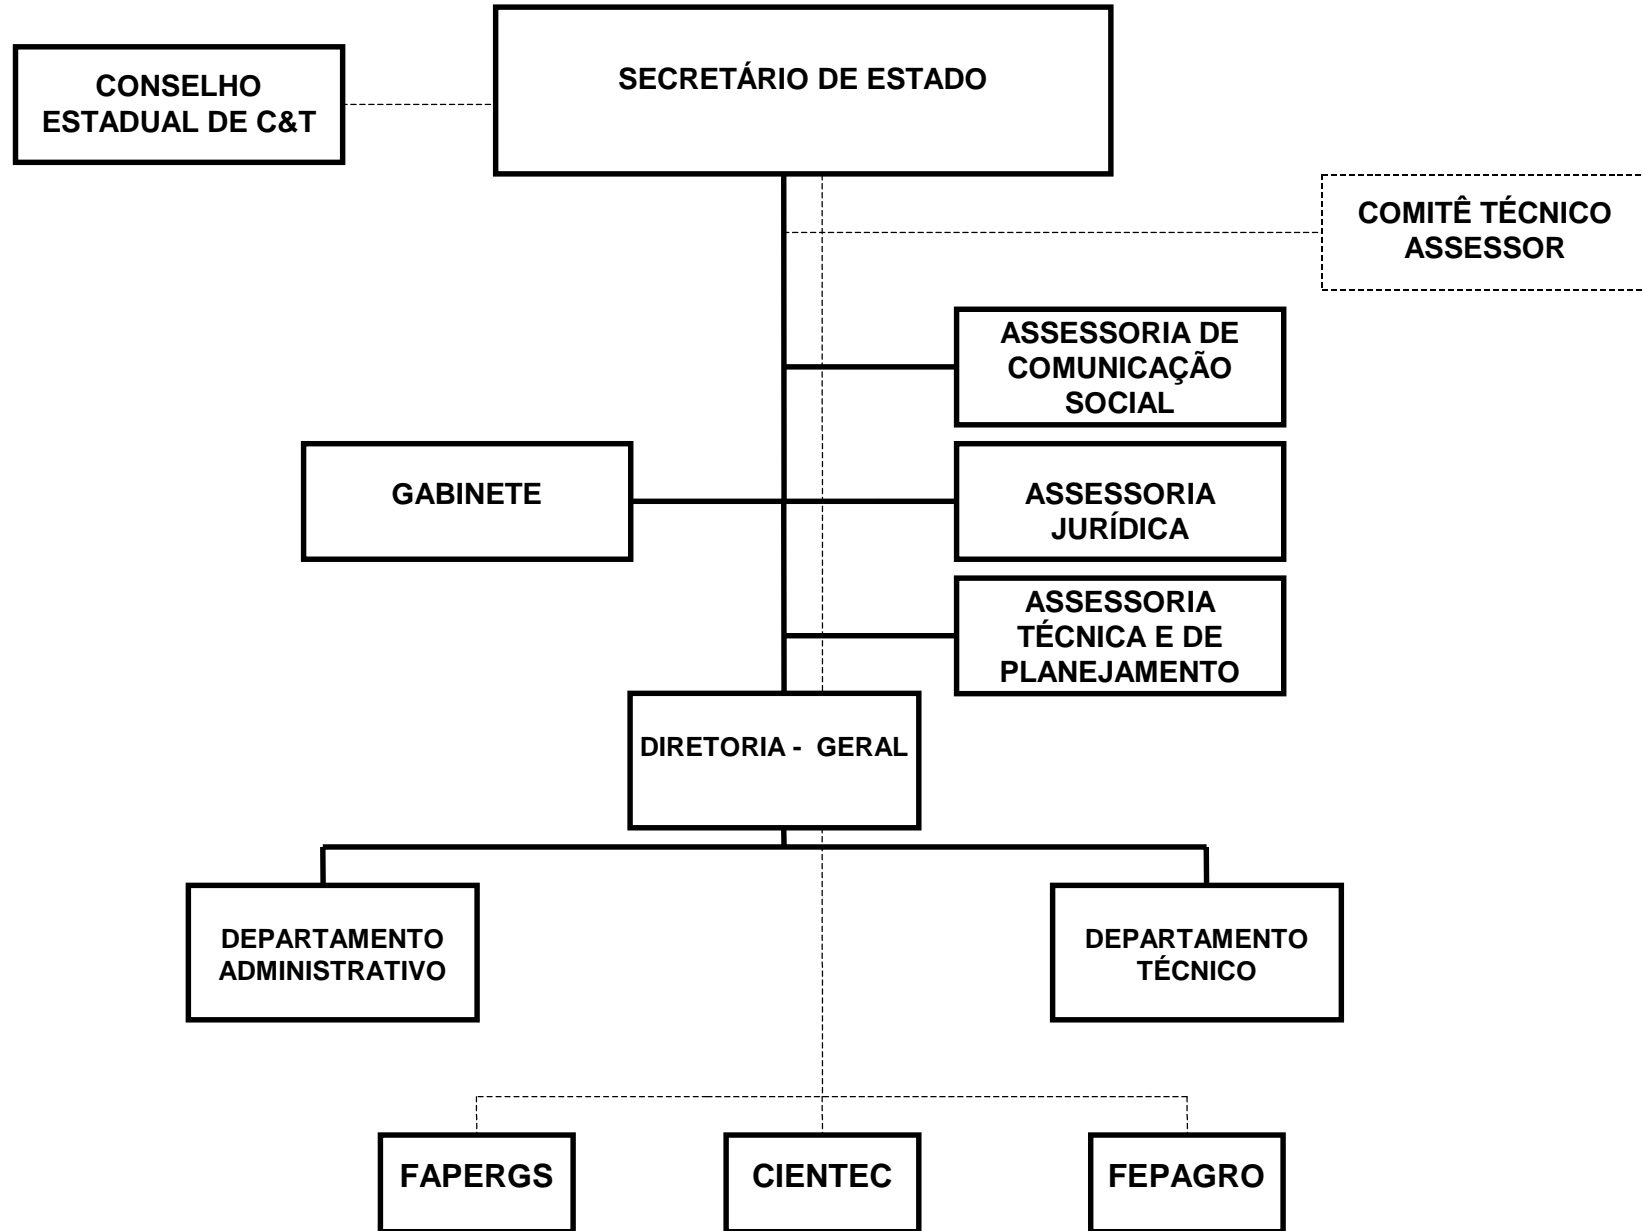 CONSELHO
ESTADUAL DE C&T
SECRETÁRIO DE ESTADO
COMITÊ TÉCNICO
ASSESSOR
ASSESSORIA DE
COMUNICAÇÃO
SOCIAL
GABINETE
ASSESSORIA
JURÍDICA
ASSESSORIA
TÉCNICA E DE
PLANEJAMENTO
DIRETORIA - GERAL
DEPARTAMENTO
ADMINISTRATIVO
DEPARTAMENTO
TÉCNICO
FAPERGS
CIENTEC
FEPAGRO